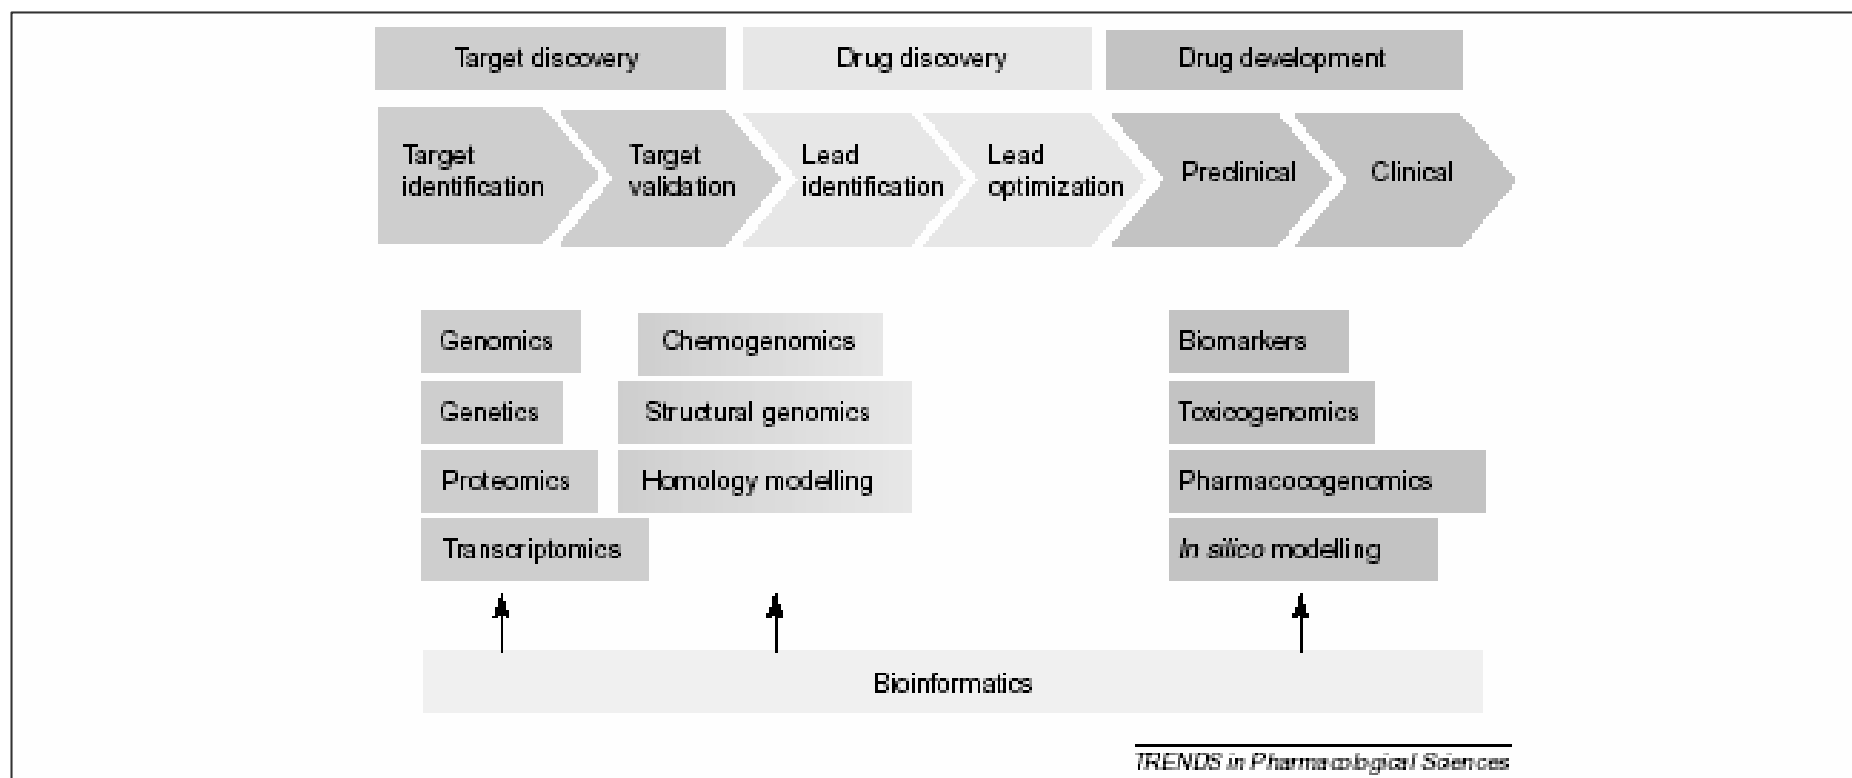 Target discovery
Drug discovery
Drug development
Target
identification
Target
validation
Lead
identification
Lead
optimization
Preclinical
Clinical
Genomics
Chemogenomics
Biomarkers
Genetics
Structural genomics
Toxicogenomics
Proteomics
Homology modelling
Pharmacocogenomics
Transcriptomics
In silico modelling
Bioinformatics
TRENDS in Pharmacological Sciences